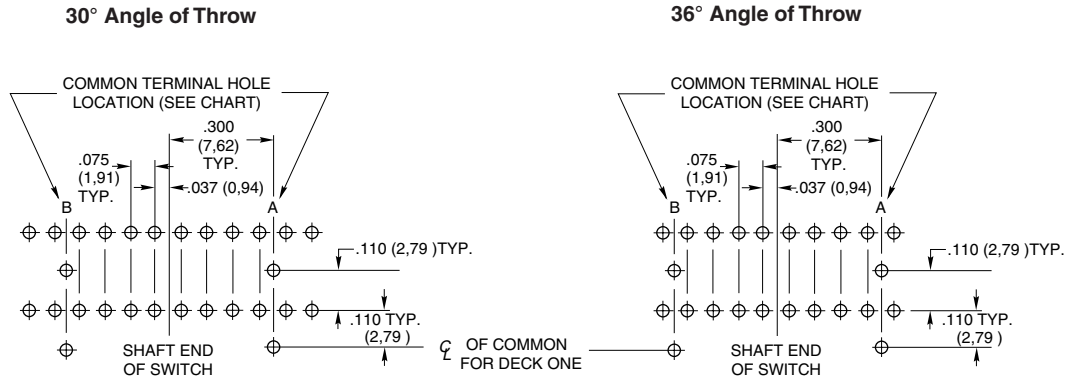 30° Angle of Throw
COMMON TERMINAL HOLE
LOCATION (SEE CHART)
.300
(7,62)
TYP.
.075
(1,91)
TYP.
.037 (0,94)
B
A
.110 (2,79 )TYP.
.110 TYP.
(2,79 )
SHAFT END
OF SWITCH
℄ OF COMMON
FOR DECK ONE
36° Angle of Throw
COMMON TERMINAL HOLE
LOCATION (SEE CHART)
.300
(7,62)
TYP.
.075
(1,91)
TYP.
.037 (0,94)
B
A
.110 (2,79 )TYP.
.110 TYP.
(2,79 )
SHAFT END
OF SWITCH